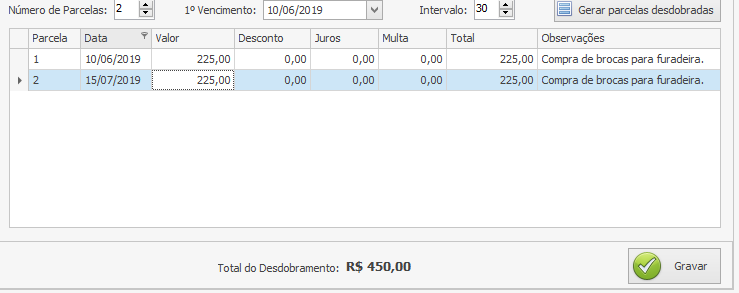 Número de Parcelas: 2 1º Vencimento: 10/06/2019 Intervalo: 30 Gerar parcelas desdobradas
Parcela Data Valor Desconto Juros Multa Total Observações
1 10/06/2019 225,00 0,00 0,00 0,00 225,00 Compra de brocas para furadeira.
2 15/07/2019 225,00 0,00 0,00 0,00 225,00 Compra de brocas para furadeira.
Total do Desdobramento: R$ 450,00 Gravar